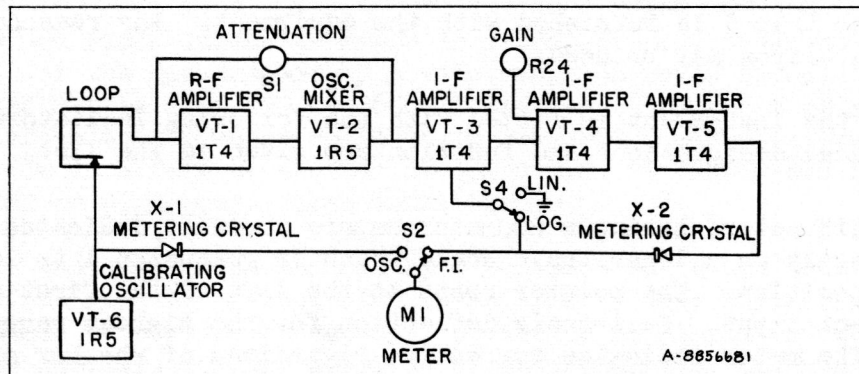 ATTENUATION
S1
GAIN
R24
LOOP
R-F
AMPLIFIER
VT-1
1T4
OSC.
MIXER
VT-2
1R5
I-F
AMPLIFIER
VT-3
1T4
I-F
AMPLIFIER
VT-4
1T4
I-F
AMPLIFIER
VT-5
1T4
S4
LIN.
LOG.
X-1
METERING CRYSTAL
X-2
METERING CRYSTAL
S2
OSC.
F.I.
CALIBRATING
OSCILLATOR
VT-6
1R5
M1
METER
A-8856681